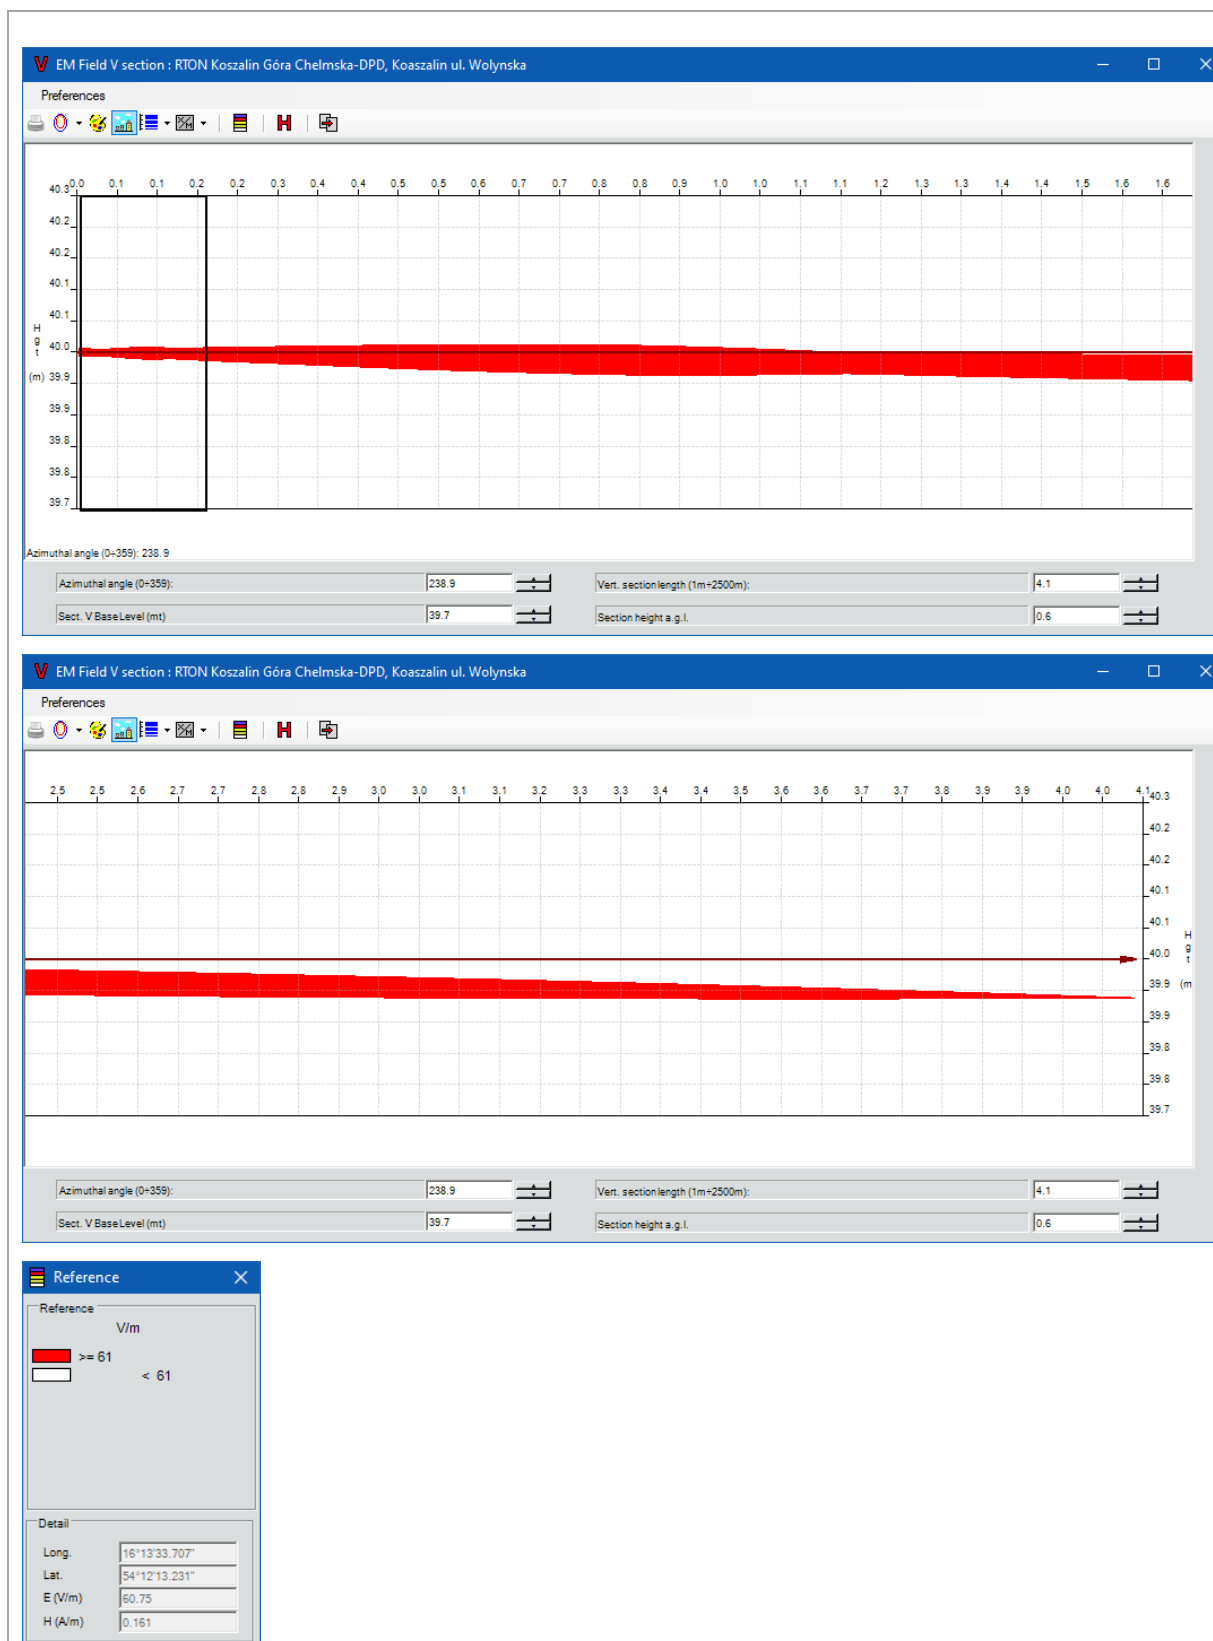 EM Field V section : RTON Koszalin Góra Chelmska-DPD, Koaszalin ul. Wolynska
Preferences
0.0 0.1 0.1 0.2 0.2 0.3 0.4 0.4 0.5 0.5 0.6 0.7 0.7 0.8 0.8 0.9 1.0 1.0 1.1 1.1 1.2 1.3 1.3 1.4 1.4 1.5 1.6 1.6
40.3
40.2
40.2
40.1
40.1
40.0
39.9
39.9
39.8
39.8
39.7
Hgt
(m)
Azimuthal angle (0÷359): 238.9
Azimuthal angle (0÷359): 238.9 Vert. section length (1m÷2500m): 4.1
Sect. V Base Level (mt) 39.7 Section height a.g.l. 0.6
EM Field V section : RTON Koszalin Góra Chelmska-DPD, Koaszalin ul. Wolynska
Preferences
2.5 2.5 2.6 2.7 2.7 2.8 2.8 2.9 3.0 3.0 3.1 3.1 3.2 3.3 3.3 3.4 3.4 3.5 3.6 3.6 3.7 3.7 3.8 3.9 3.9 4.0 4.0 4.1
40.3
40.2
40.2
40.1
40.1
40.0
39.9
39.9
39.8
39.8
39.7
Hgt
(m
Azimuthal angle (0÷359): 238.9 Vert. section length (1m÷2500m): 4.1
Sect. V Base Level (mt) 39.7 Section height a.g.l. 0.6
Reference
Reference
V/m
>= 61
< 61
Detail
Long. 16°13'33.707"
Lat. 54°12'13.231"
E (V/m) 60.75
H (A/m) 0.161